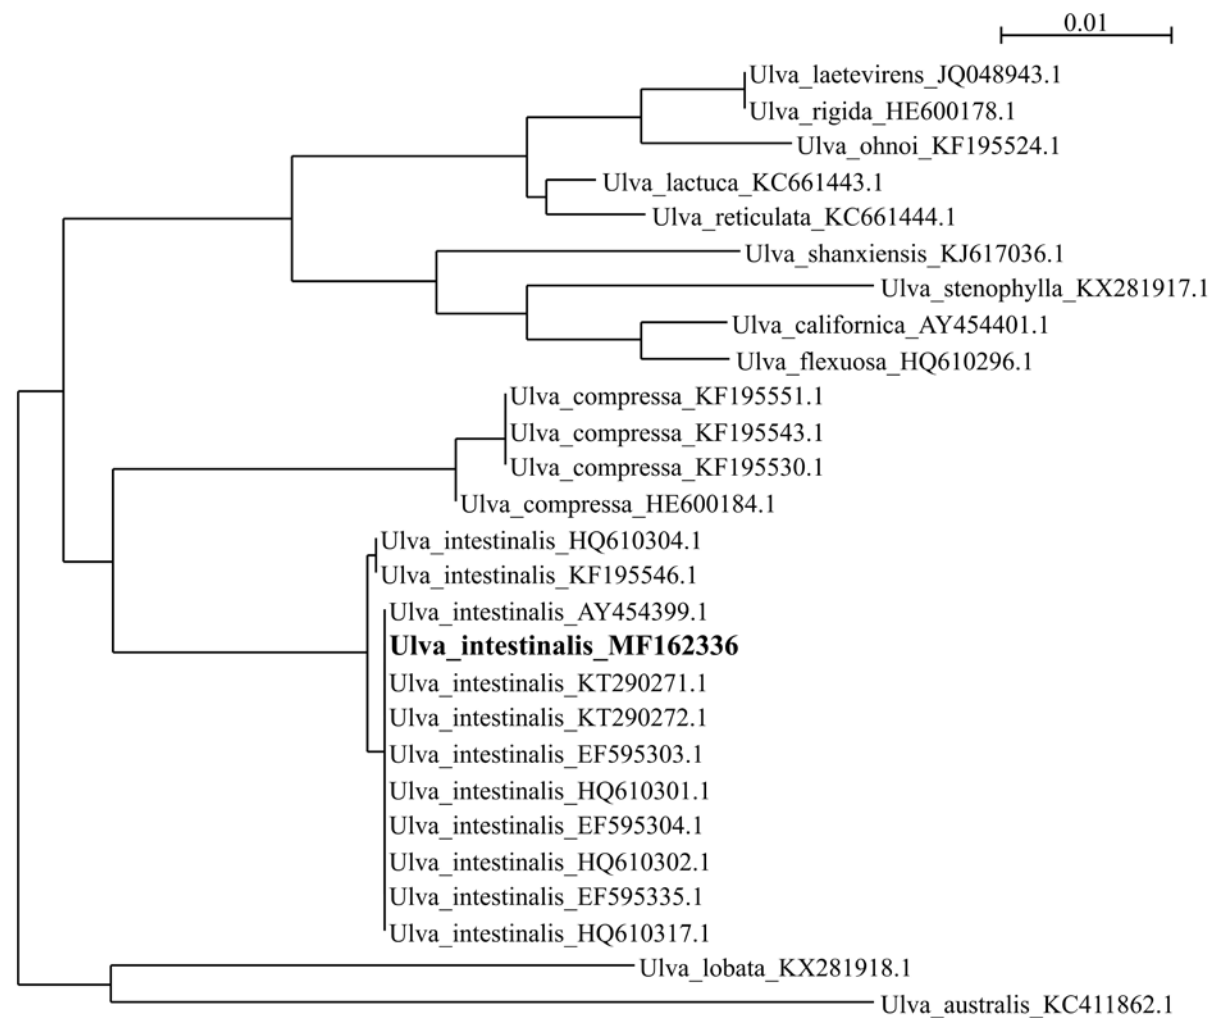 0.01
Ulva_laetevirens_JQ048943.1
Ulva_rigida_HE600178.1
Ulva_ohnoi_KF195524.1
Ulva_lactuca_KC661443.1
Ulva_reticulata_KC661444.1
Ulva_shanxiensis_KJ617036.1
Ulva_stenophylla_KX281917.1
Ulva_californica_AY454401.1
Ulva_flexuosa_HQ610296.1
Ulva_compressa_KF195551.1
Ulva_compressa_KF195543.1
Ulva_compressa_KF195530.1
Ulva_compressa_HE600184.1
Ulva_intestinalis_HQ610304.1
Ulva_intestinalis_KF195546.1
Ulva_intestinalis_AY454399.1
Ulva_intestinalis_MF162336
Ulva_intestinalis_KT290271.1
Ulva_intestinalis_KT290272.1
Ulva_intestinalis_EF595303.1
Ulva_intestinalis_HQ610301.1
Ulva_intestinalis_EF595304.1
Ulva_intestinalis_HQ610302.1
Ulva_intestinalis_EF595335.1
Ulva_intestinalis_HQ610317.1
Ulva_lobata_KX281918.1
Ulva_australis_KC411862.1